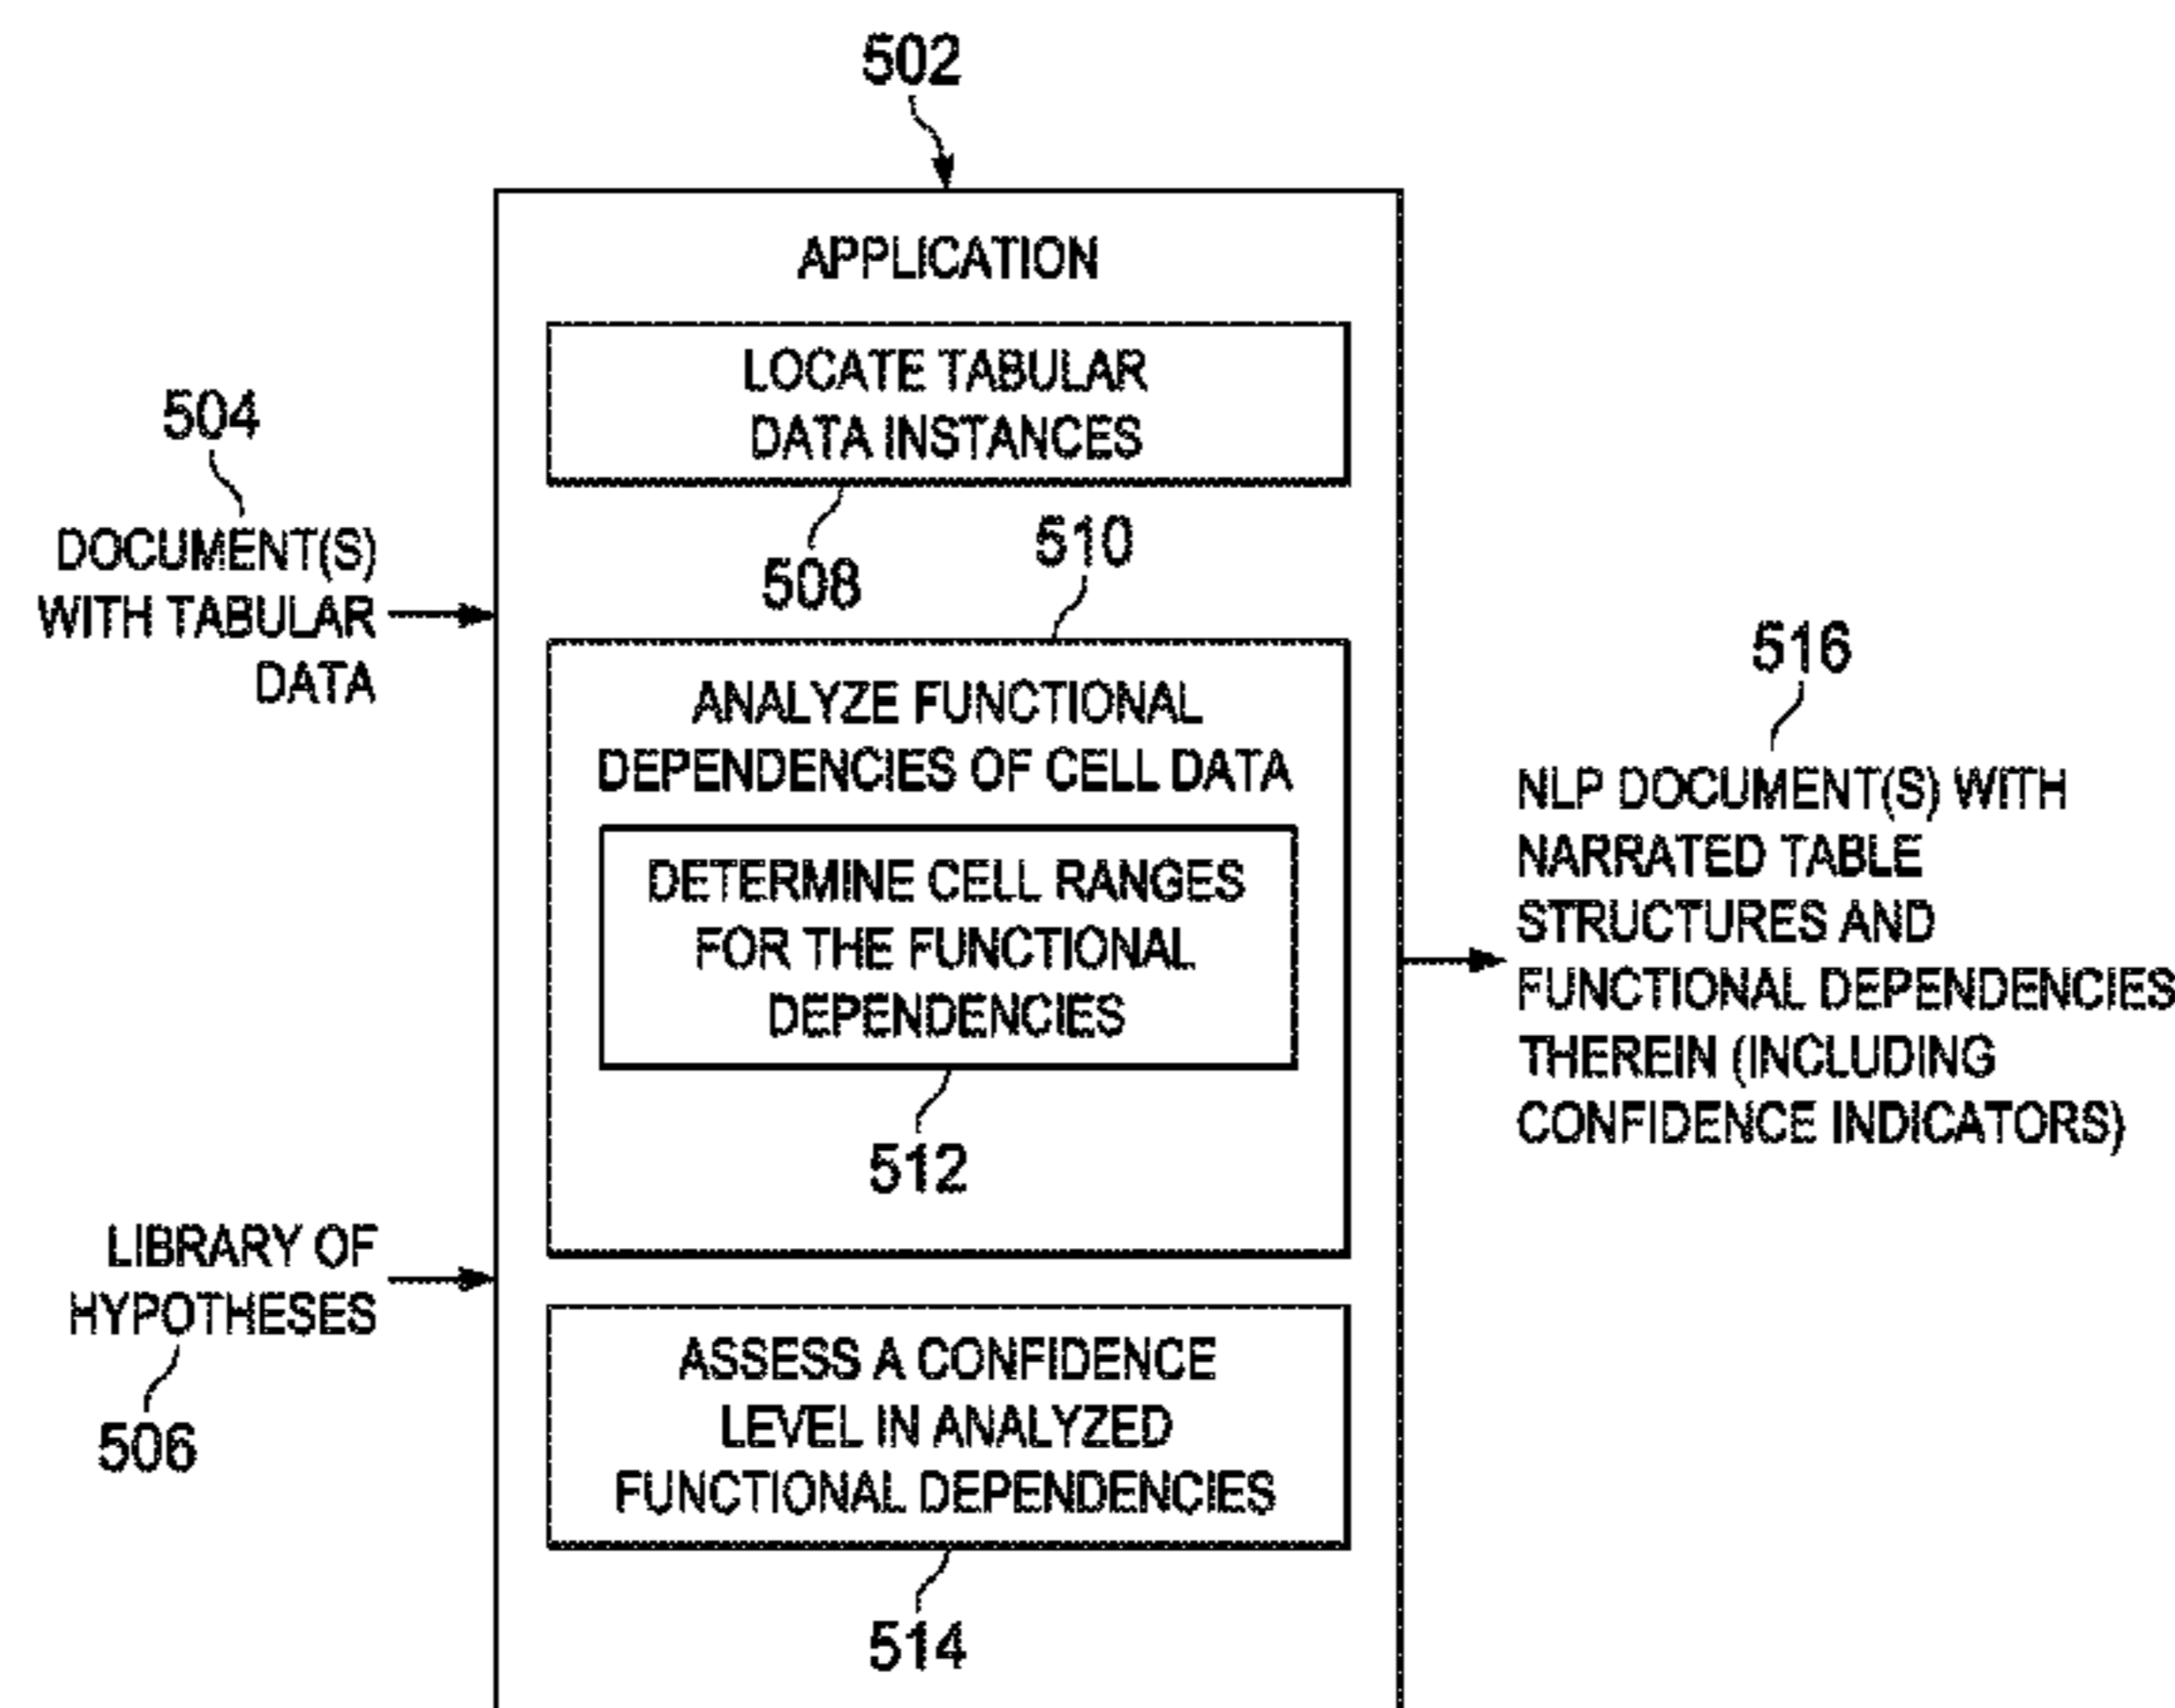 502
APPLICATION
LOCATE TABULAR
DATA INSTANCES
508
504
DOCUMENT(S)
WITH TABULAR
DATA
510
ANALYZE FUNCTIONAL
DEPENDENCIES OF CELL DATA
DETERMINE CELL RANGES
FOR THE FUNCTIONAL
DEPENDENCIES
512
LIBRARY OF
HYPOTHESES
506
ASSESS A CONFIDENCE
LEVEL IN ANALYZED
FUNCTIONAL DEPENDENCIES
514
516
NLP DOCUMENT(S) WITH
NARRATED TABLE
STRUCTURES AND
FUNCTIONAL DEPENDENCIES
THEREIN (INCLUDING
CONFIDENCE INDICATORS)